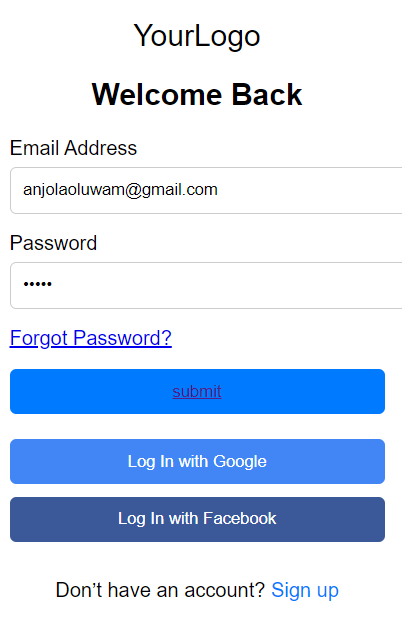 YourLogo
Welcome Back
Email Address
anjolaoluwam@gmail.com
Password
•••••
Forgot Password?
submit
Log In with Google
Log In with Facebook
Don’t have an account? Sign up